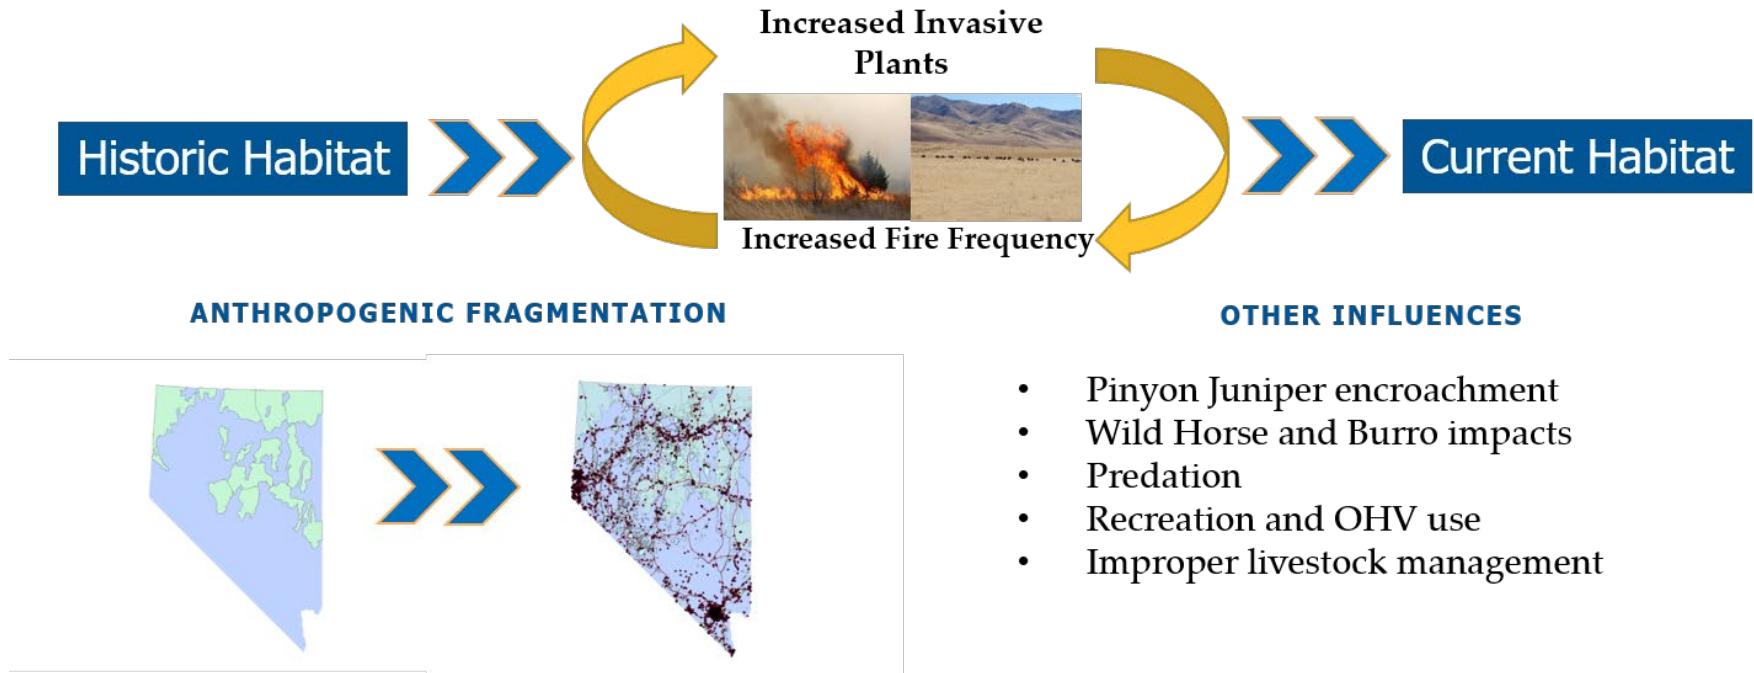 Increased Invasive
Plants
Historic Habitat
Current Habitat
Increased Fire Frequency
ANTHROPOGENIC FRAGMENTATION
OTHER INFLUENCES
• Pinyon Juniper encroachment
• Wild Horse and Burro impacts
• Predation
• Recreation and OHV use
• Improper livestock management